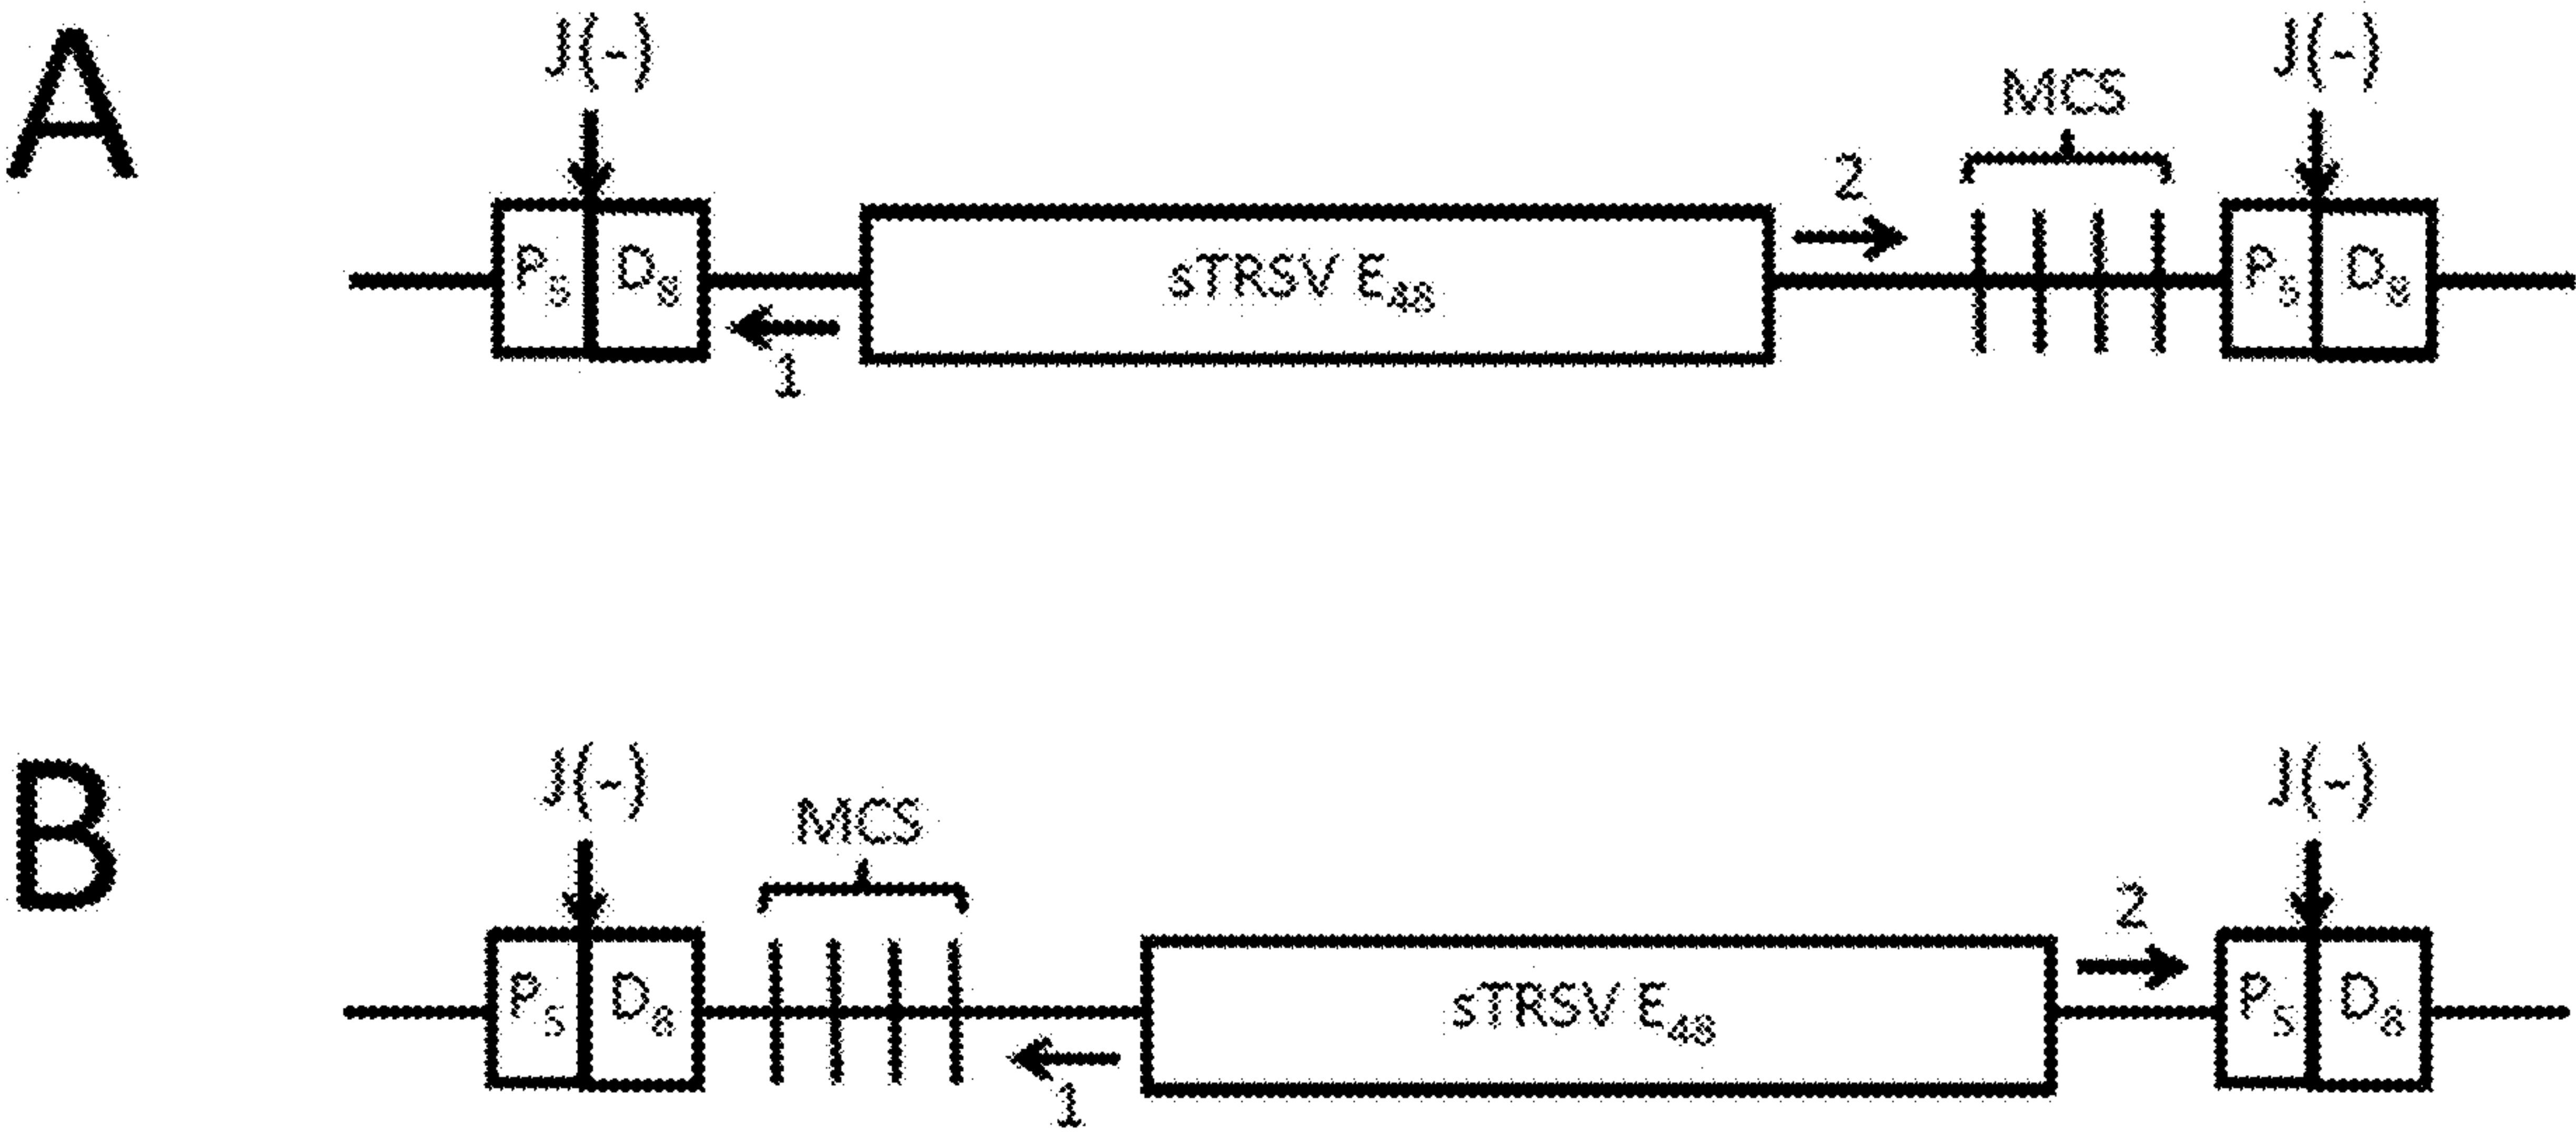 A
J(-)
J(-)
MCS
2
P5 D8
sTRSV E48
P5 D8
1
B
J(-)
J(-)
MCS
2
P5 D8
sTRSV E48
P5 D8
1